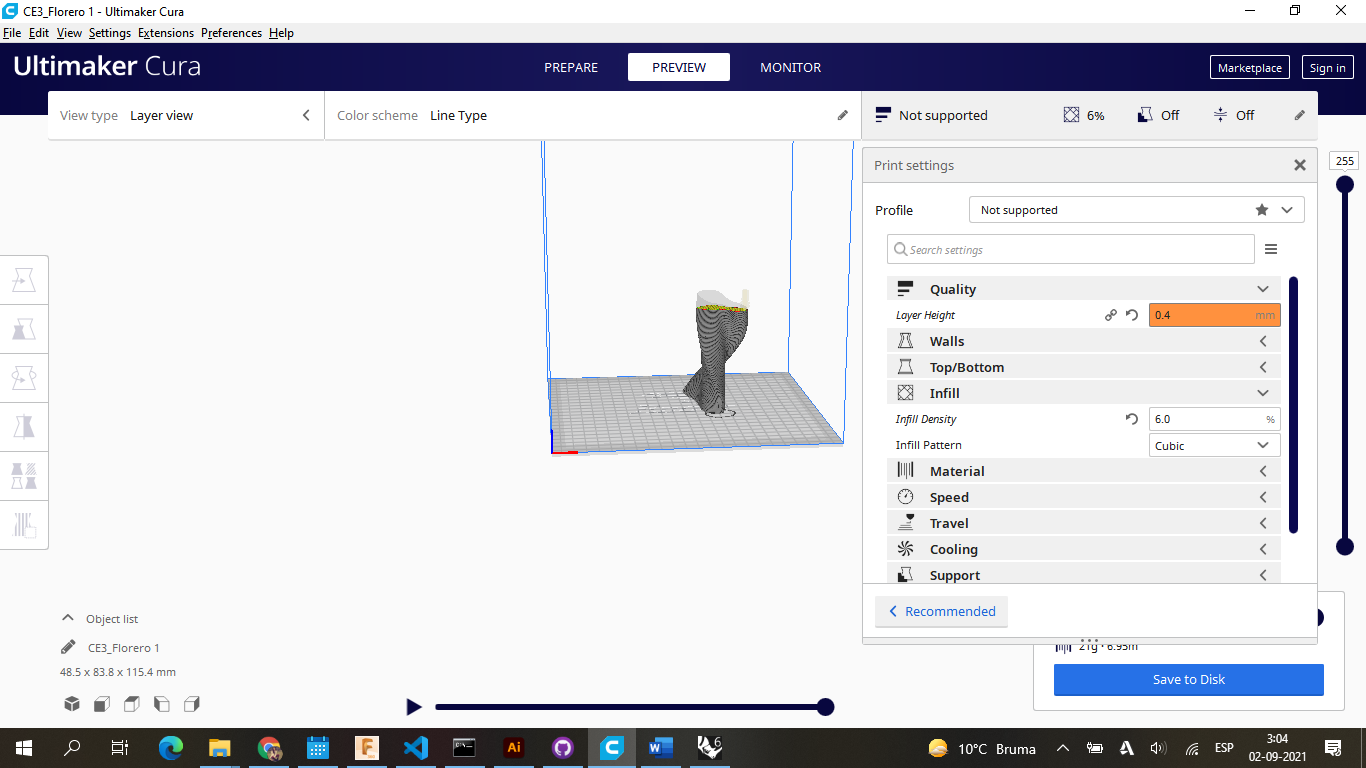 CE3_Florero 1 - Ultimaker Cura
File Edit View Settings Extensions Preferences Help
Ultimaker Cura
PREPARE
PREVIEW
MONITOR
Marketplace
Sign in
View type Layer view
Color scheme Line Type
Not supported
6%
Off
Off
Print settings
255
Profile
Not supported
Search settings
Quality
Layer Height
0.4 mm
Walls
Top/Bottom
Infill
Infill Density
6.0 %
Infill Pattern
Cubic
Material
Speed
Travel
Cooling
Support
Recommended
Object list
CE3_Florero 1
48.5 x 83.8 x 115.4 mm
21g · 6.95m
Save to Disk
Ai
6
10°C Bruma
ESP
3:04
02-09-2021